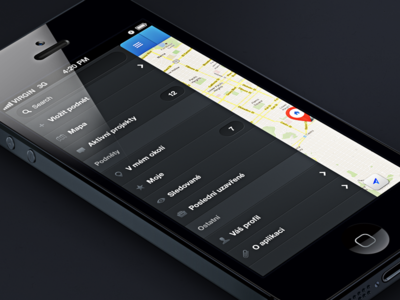 VIRGIN 3G 4:20 PM
Search
Vložit podnět
Mapa
Aktivní projekty 12
Podněty
V mém okolí 7
Moje
Sledované
Poslední uzavřené
Ostatní
Váš profil
O aplikaci